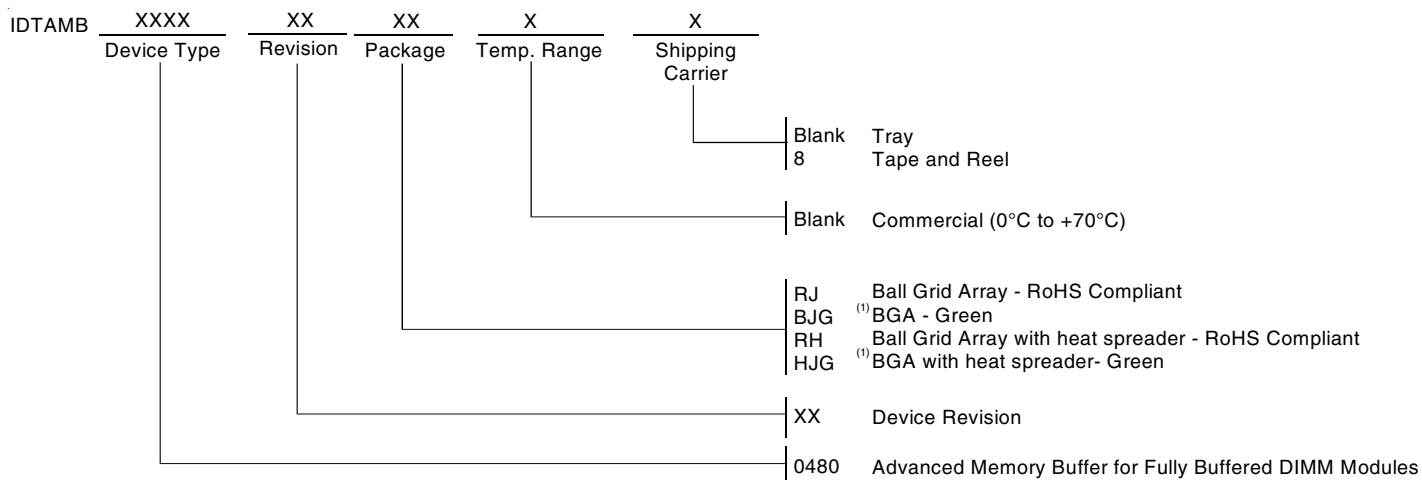 IDTAMB XXXX XX XX X X
Device Type Revision Package Temp. Range Shipping
Carrier
Blank Tray
8 Tape and Reel
Blank Commercial (0°C to +70°C)
RJ Ball Grid Array - RoHS Compliant
BJG (1) BGA - Green
RH Ball Grid Array with heat spreader - RoHS Compliant
HJG (1) BGA with heat spreader- Green
XX Device Revision
0480 Advanced Memory Buffer for Fully Buffered DIMM Modules